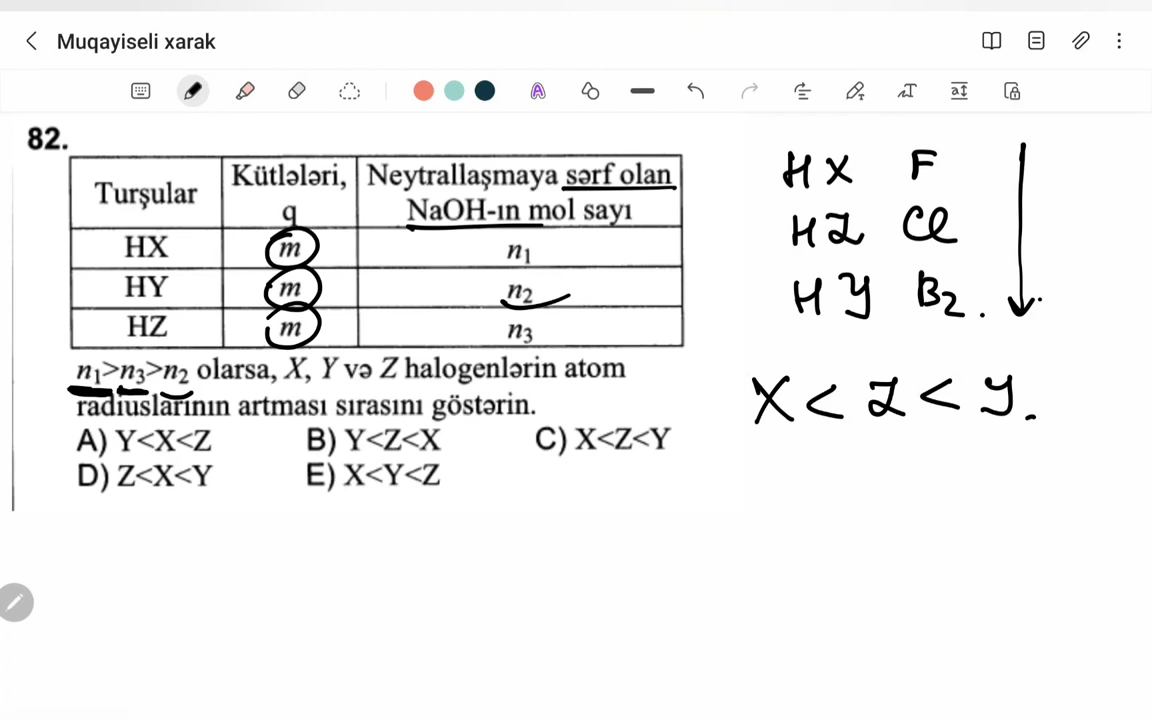 Muqayiseli xarak
82.
Turşular Kütlələri, q Neytrallaşmaya sərf olan NaOH-ın mol sayı
HX m n₁
HY m n₂
HZ m n₃
n₁>n₃>n₂ olarsa, X, Y və Z halogenlərin atom
radiuslarının artması sırasını göstərin.
A) Y<X<Z B) Y<Z<X C) X<Z<Y
D) Z<X<Y E) X<Y<Z
HX F
HZ Cl
HY Br.
X < Z < Y.